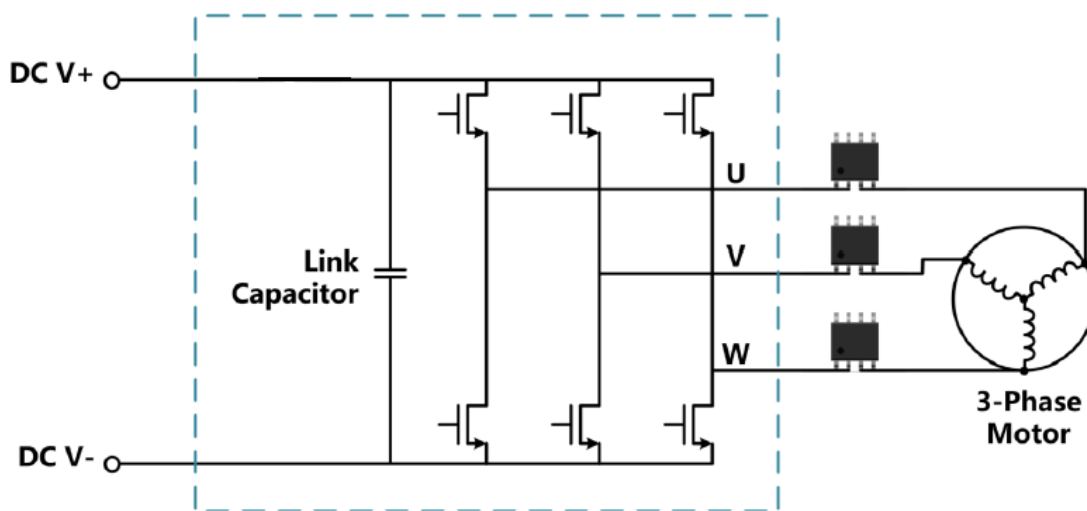 DC V+
U
V
Link
Capacitor
W
3-Phase
Motor
DC V-